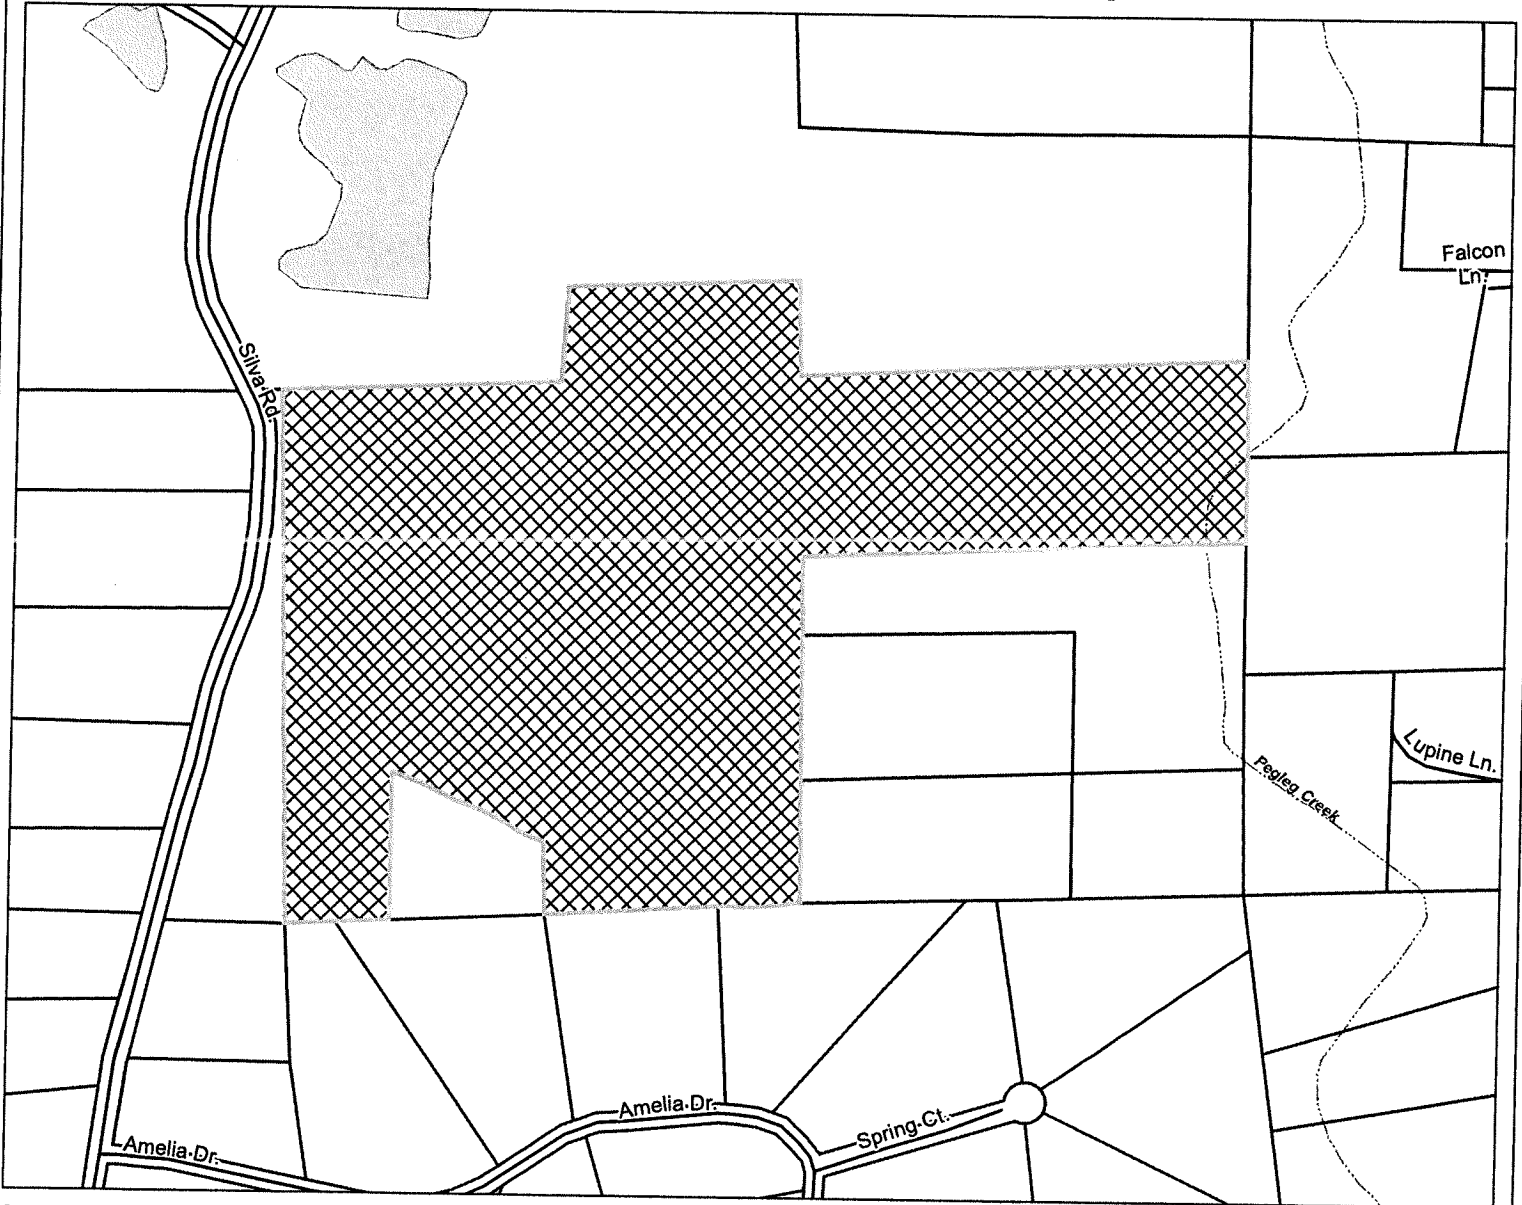 Falcon
Ln.
Silva Rd.
Lupine Ln.
Pegleg Creek
Amelia Dr.
Spring Ct.
Amelia Dr.